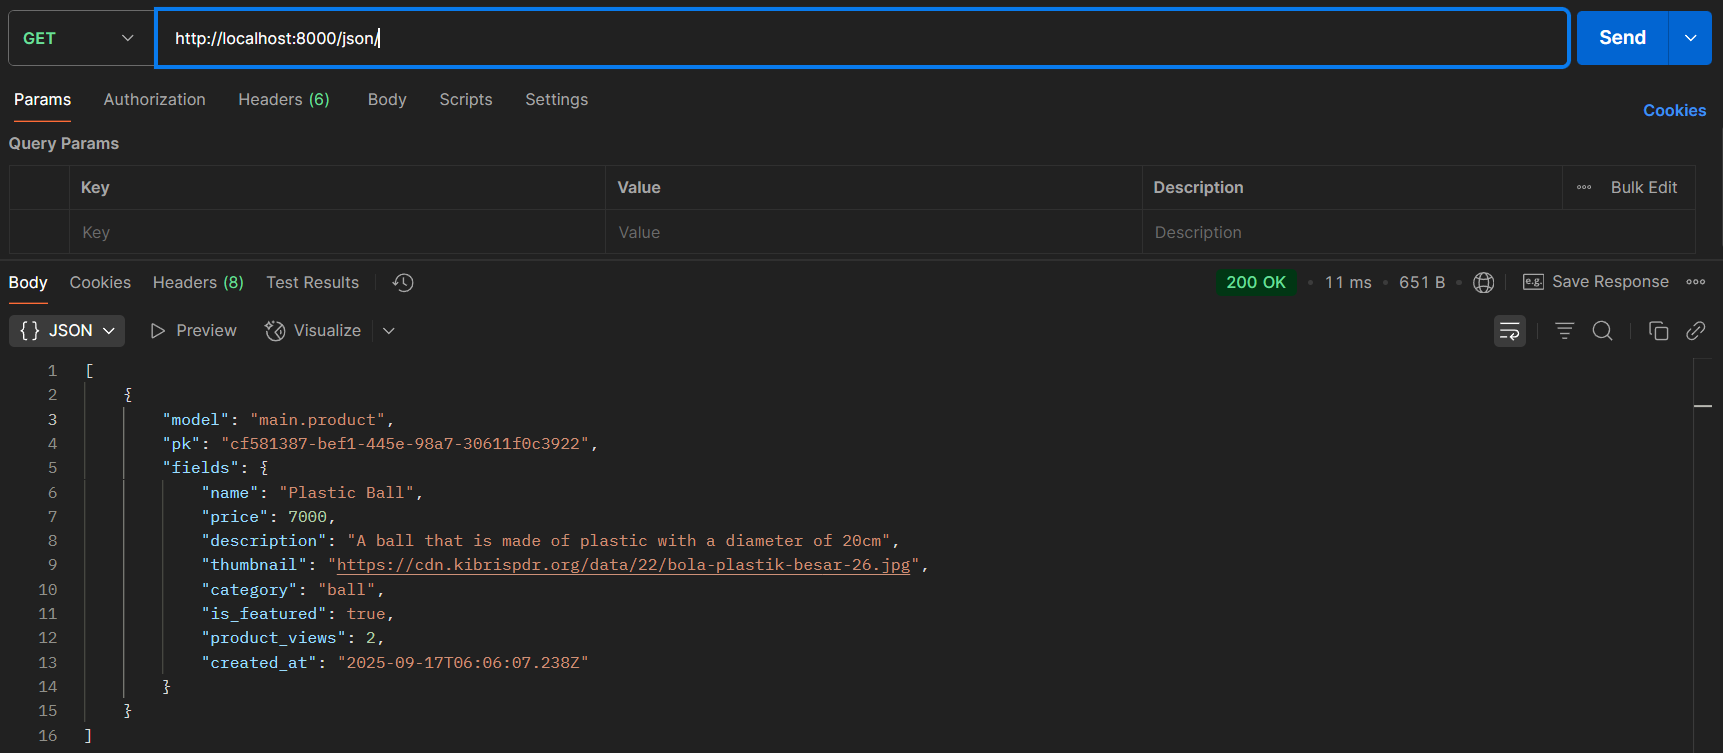 GET http://localhost:8000/json/ Send
Params Authorization Headers (6) Body Scripts Settings Cookies
Query Params
Key Value Description Bulk Edit
Key Value Description
Body Cookies Headers (8) Test Results 200 OK • 11 ms • 651 B • e.g. Save Response
{} JSON Preview Visualize
1 [
2 {
3 "model": "main.product",
4 "pk": "cf581387-bef1-445e-98a7-30611f0c3922",
5 "fields": {
6 "name": "Plastic Ball",
7 "price": 7000,
8 "description": "A ball that is made of plastic with a diameter of 20cm",
9 "thumbnail": "https://cdn.kibrispdr.org/data/22/bola-plastik-besar-26.jpg",
10 "category": "ball",
11 "is_featured": true,
12 "product_views": 2,
13 "created_at": "2025-09-17T06:06:07.238Z"
14 }
15 }
16 ]